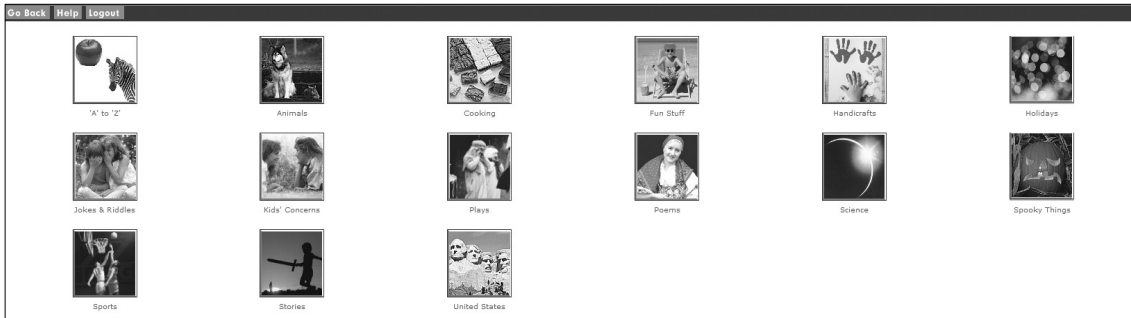 Go Back Help Logout
'A' to 'Z' Animals Cooking Fun Stuff Handicrafts Holidays
Jokes & Riddles Kids' Concerns Plays Poems Science Spooky Things
Sports Stories United States